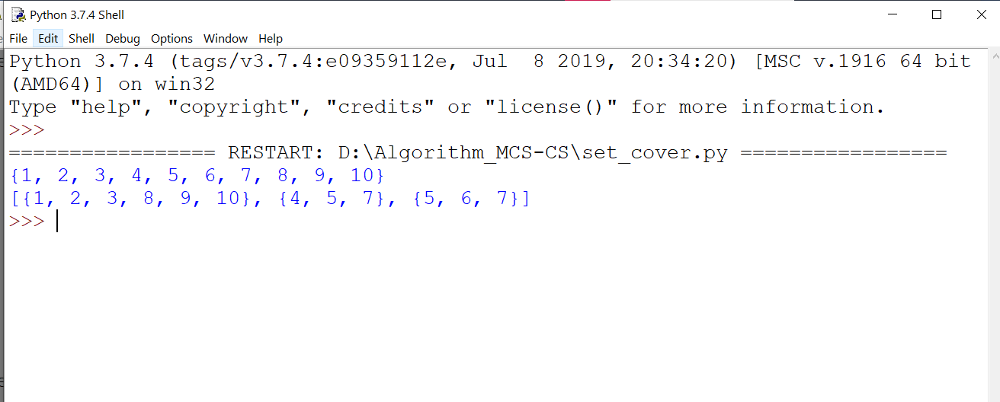 Python 3.7.4 Shell
File Edit Shell Debug Options Window Help
Python 3.7.4 (tags/v3.7.4:e09359112e, Jul  8 2019, 20:34:20) [MSC v.1916 64 bit
(AMD64)] on win32
Type "help", "copyright", "credits" or "license()" for more information.
>>>
================= RESTART: D:\Algorithm_MCS-CS\set_cover.py =================
{1, 2, 3, 4, 5, 6, 7, 8, 9, 10}
[{1, 2, 3, 8, 9, 10}, {4, 5, 7}, {5, 6, 7}]
>>>